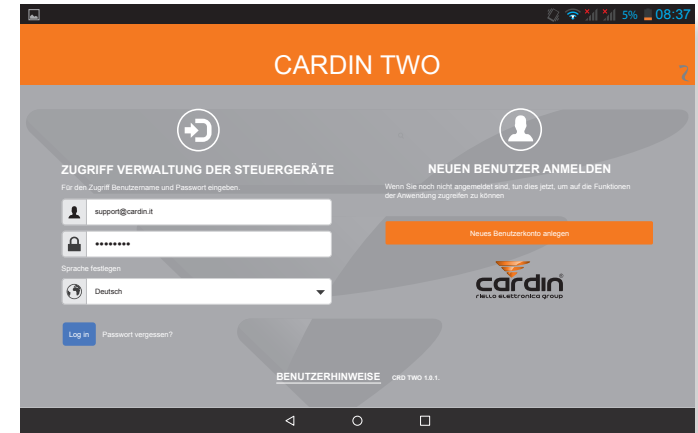 5% 08:37
CARDIN TWO
ZUGRIFF VERWALTUNG DER STEUERGERÄTE
Für den Zugriff Benutzername und Passwort eingeben.
support@cardin.it
••••••••
Sprache festlegen
Deutsch
Log in Passwort vergessen?
NEUEN BENUTZER ANMELDEN
Wenn Sie noch nicht angemeldet sind, tun dies jetzt, um auf die Funktionen
der Anwendung zugreifen zu können
Neues Benutzerkonto anlegen
cardin
riello elettronica group
BENUTZERHINWEISE CRD TWO 1.0.1.